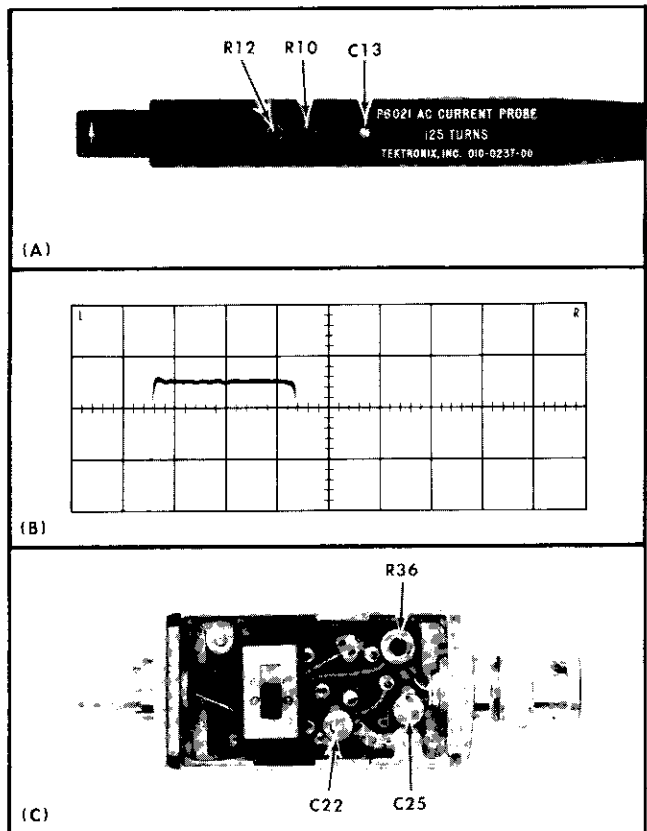 R12 R10 C13
P6021 AC CURRENT PROBE
125 TURNS
TEKTRONIX, INC. 010-0237-00
(A)
L R
(B)
R36
C22 C25
(C)